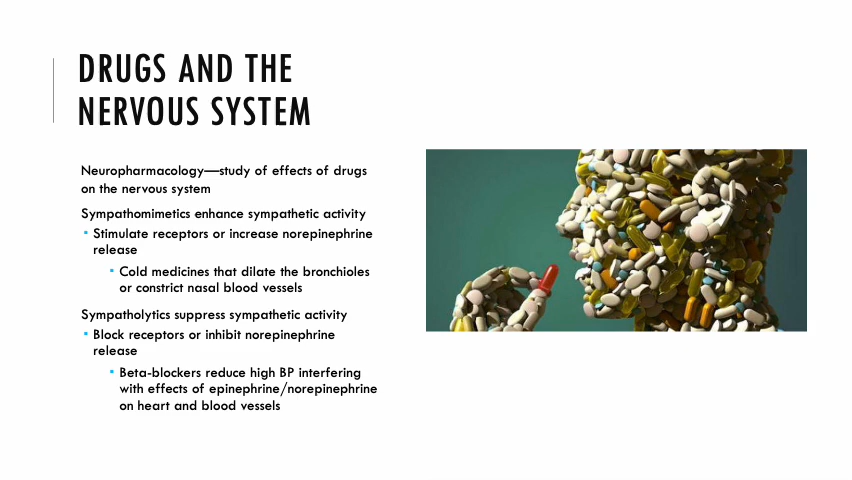 DRUGS AND THE
NERVOUS SYSTEM
Neuropharmacology—study of effects of drugs
on the nervous system
Sympathomimetics enhance sympathetic activity
▪ Stimulate receptors or increase norepinephrine
release
▪ Cold medicines that dilate the bronchioles
or constrict nasal blood vessels
Sympatholytics suppress sympathetic activity
▪ Block receptors or inhibit norepinephrine
release
▪ Beta-blockers reduce high BP interfering
with effects of epinephrine/norepinephrine
on heart and blood vessels